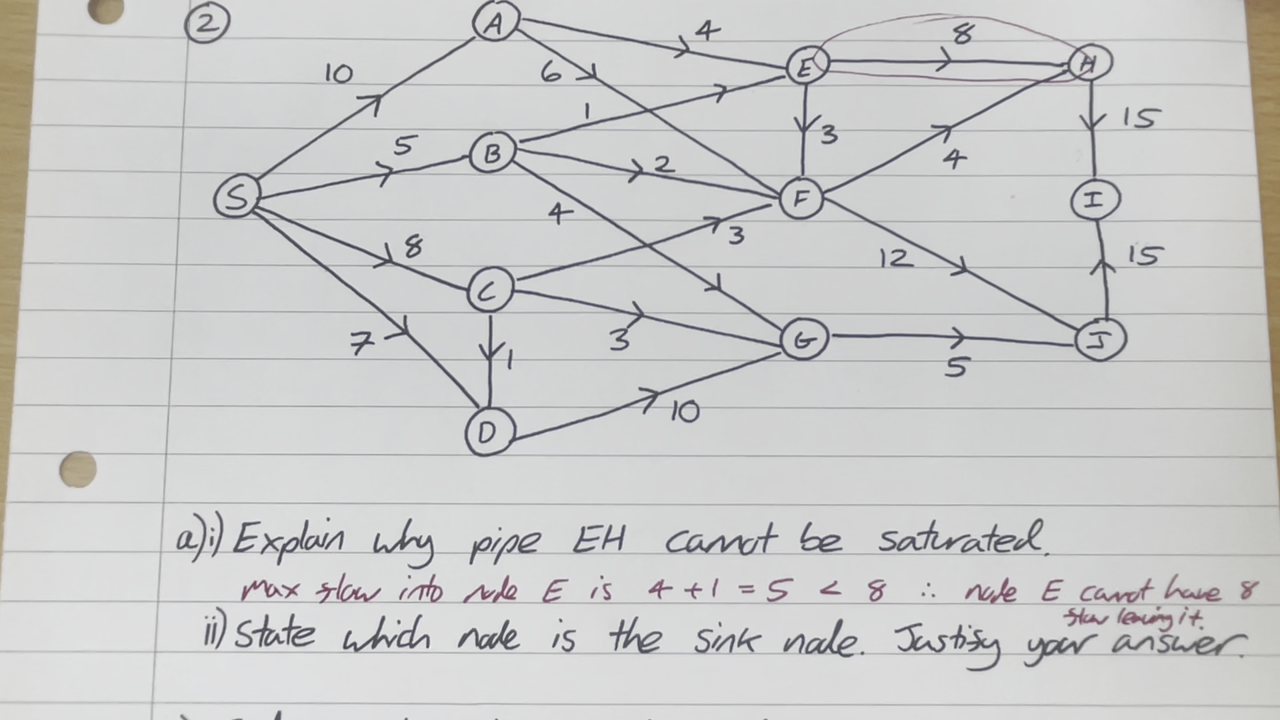 2
A
4
E
8
H
10
6
1
3
15
5
B
2
4
S
F
I
4
3
12
15
8
C
7
3
G
5
J
1
10
D
a)i) Explain why pipe EH cannot be saturated.
max flow into node E is 4 + 1 = 5 < 8 ∴ node E cannot have 8
flow leaving it.
ii) State which node is the sink node. Justify your answer.